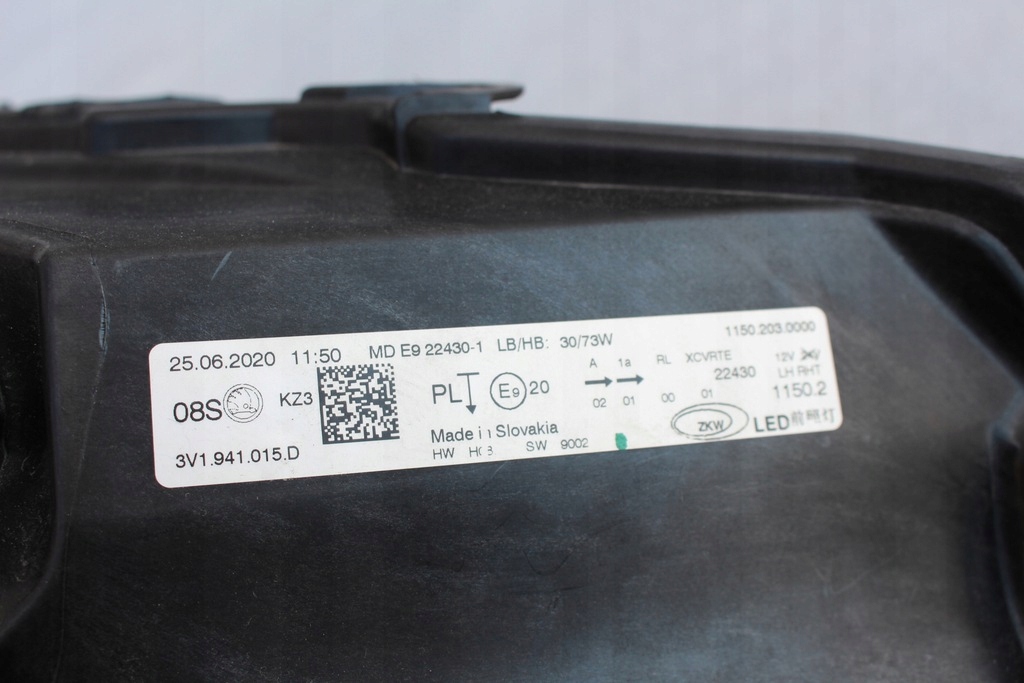 25.06.2020 11:50 MD E9 22430-1 LB/HB: 30/73W 1150.203.0000
08S KZ3 PL E9 20 A 1a RL XCVRTE 12V
22430 LH RHT
02 01 00 01 1150.2
Made in Slovakia ZKW LED前照灯
3V1.941.015.D HW SW 9002